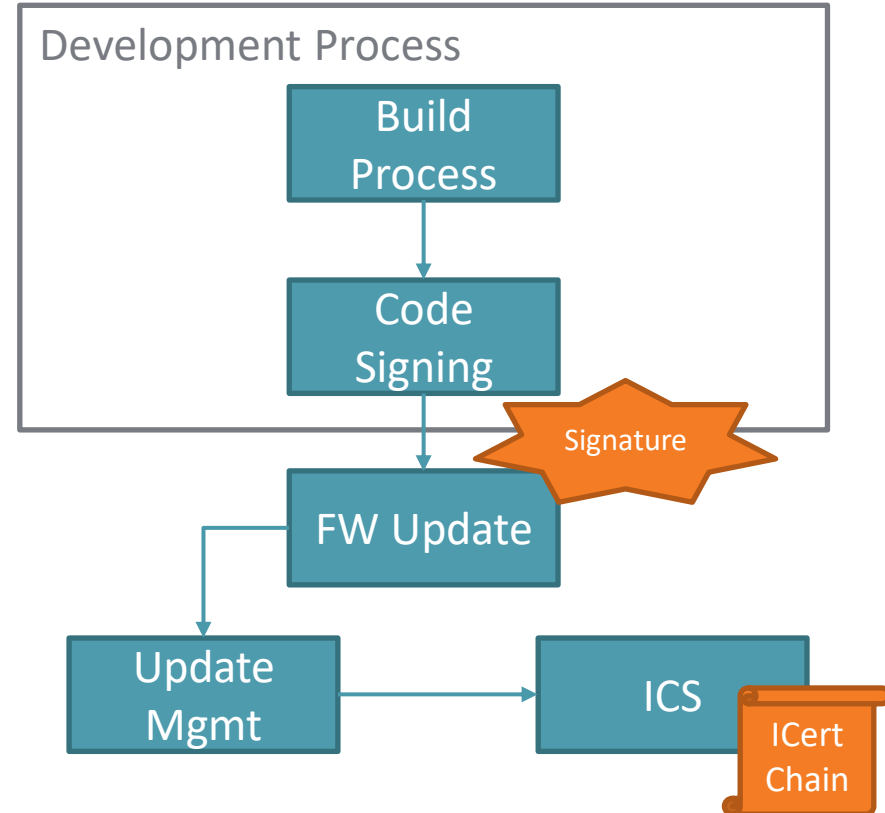 Development Process
Build
Process
Code
Signing
Signature
FW Update
Update
Mgmt
ICS
ICert
Chain